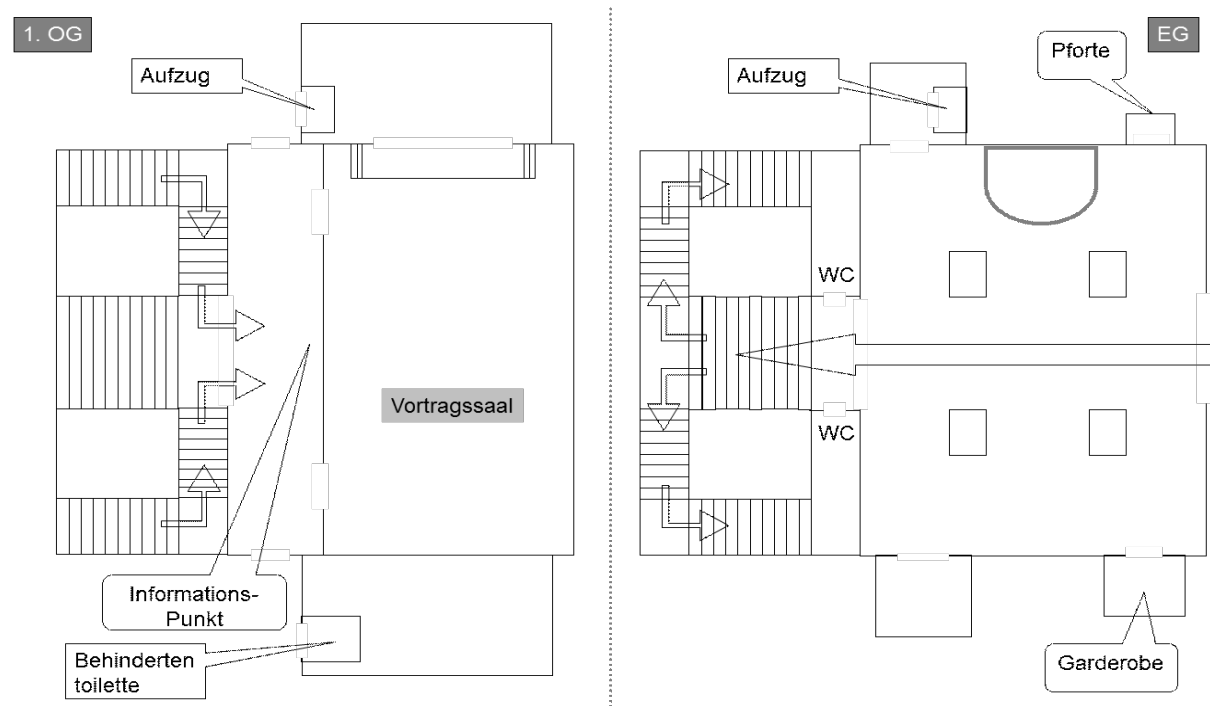 1. OG
Aufzug
Vortragssaal
Informations-
Punkt
Behinderten
toilette
EG
Pforte
Aufzug
WC
WC
Garderobe